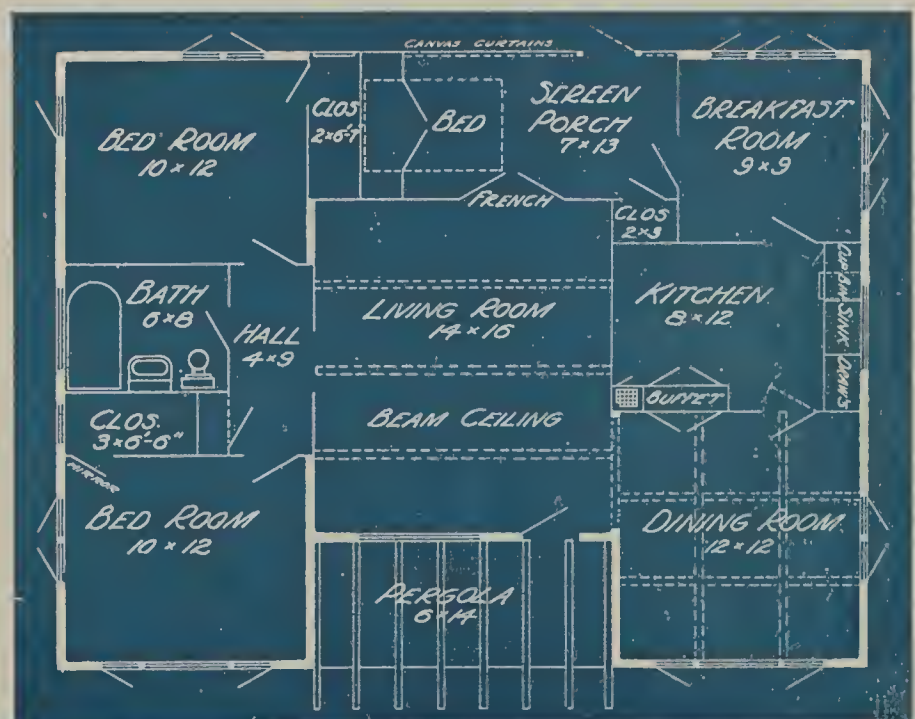 CANVAS CURTAINS
BED ROOM
10 × 12
CLOS
2×6'-7"
BED
SCREEN
PORCH
7 × 13
BREAKFAST
ROOM
9 × 9
FRENCH
CLOS
2×3
BATH
6×8
HALL
4×9
LIVING ROOM
14 × 16
KITCHEN
8 × 12
CUP'B'D
SINK
BUFFET
CLOS.
3×6'-6"
BEAM CEILING
MIRROR
BED ROOM
10 × 12
DINING ROOM
12 × 12
PERGOLA
6×14